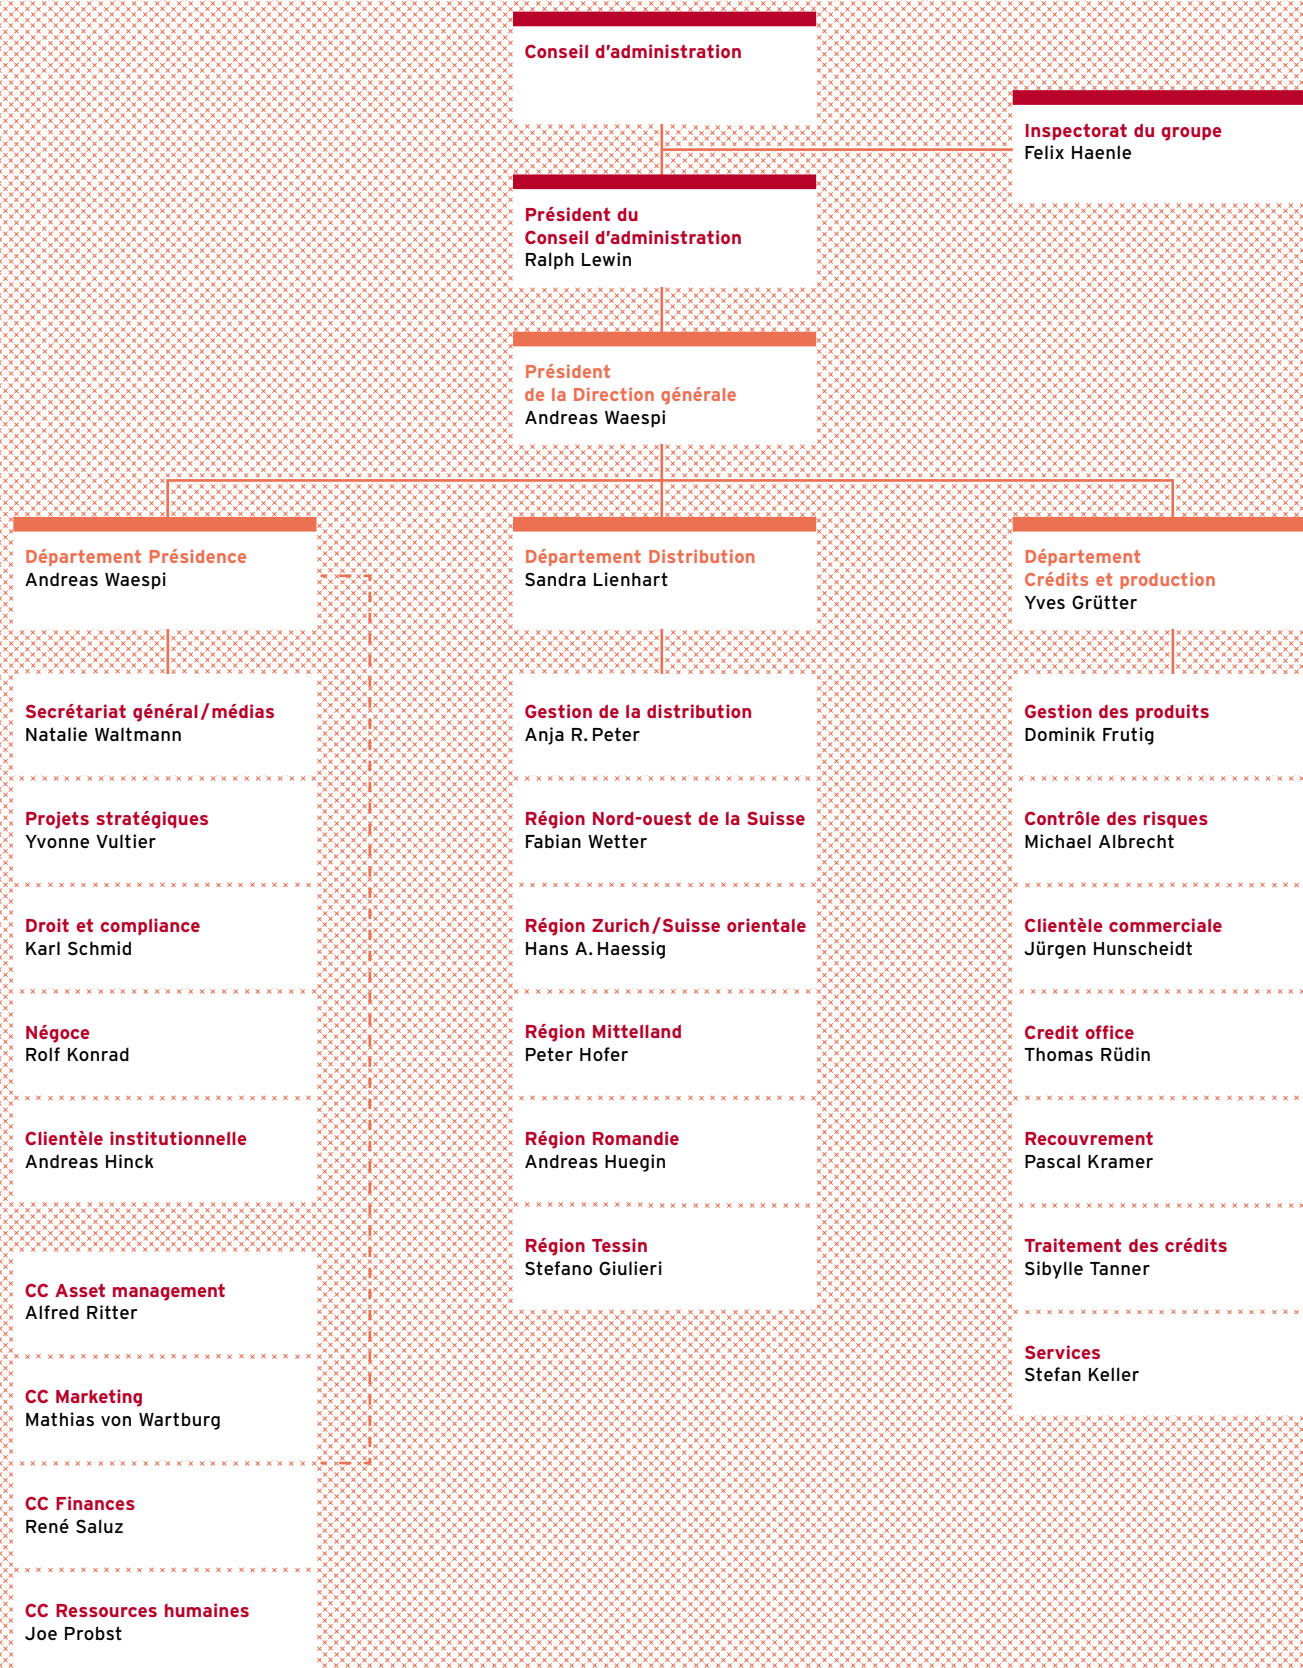 Conseil d’administration
Inspectorat du groupe
Felix Haenle
Président du
Conseil d’administration
Ralph Lewin
Président
de la Direction générale
Andreas Waespi
Département Présidence
Andreas Waespi
Département Distribution
Sandra Lienhart
Département
Crédits et production
Yves Grütter
Secrétariat général/médias
Natalie Waltmann
Projets stratégiques
Yvonne Vultier
Droit et compliance
Karl Schmid
Négoce
Rolf Konrad
Clientèle institutionnelle
Andreas Hinck
CC Asset management
Alfred Ritter
CC Marketing
Mathias von Wartburg
CC Finances
René Saluz
CC Ressources humaines
Joe Probst
Gestion de la distribution
Anja R. Peter
Région Nord-ouest de la Suisse
Fabian Wetter
Région Zurich/Suisse orientale
Hans A. Haessig
Région Mittelland
Peter Hofer
Région Romandie
Andreas Huegin
Région Tessin
Stefano Giulieri
Gestion des produits
Dominik Frutig
Contrôle des risques
Michael Albrecht
Clientèle commerciale
Jürgen Hunscheidt
Credit office
Thomas Rüdin
Recouvrement
Pascal Kramer
Traitement des crédits
Sibylle Tanner
Services
Stefan Keller